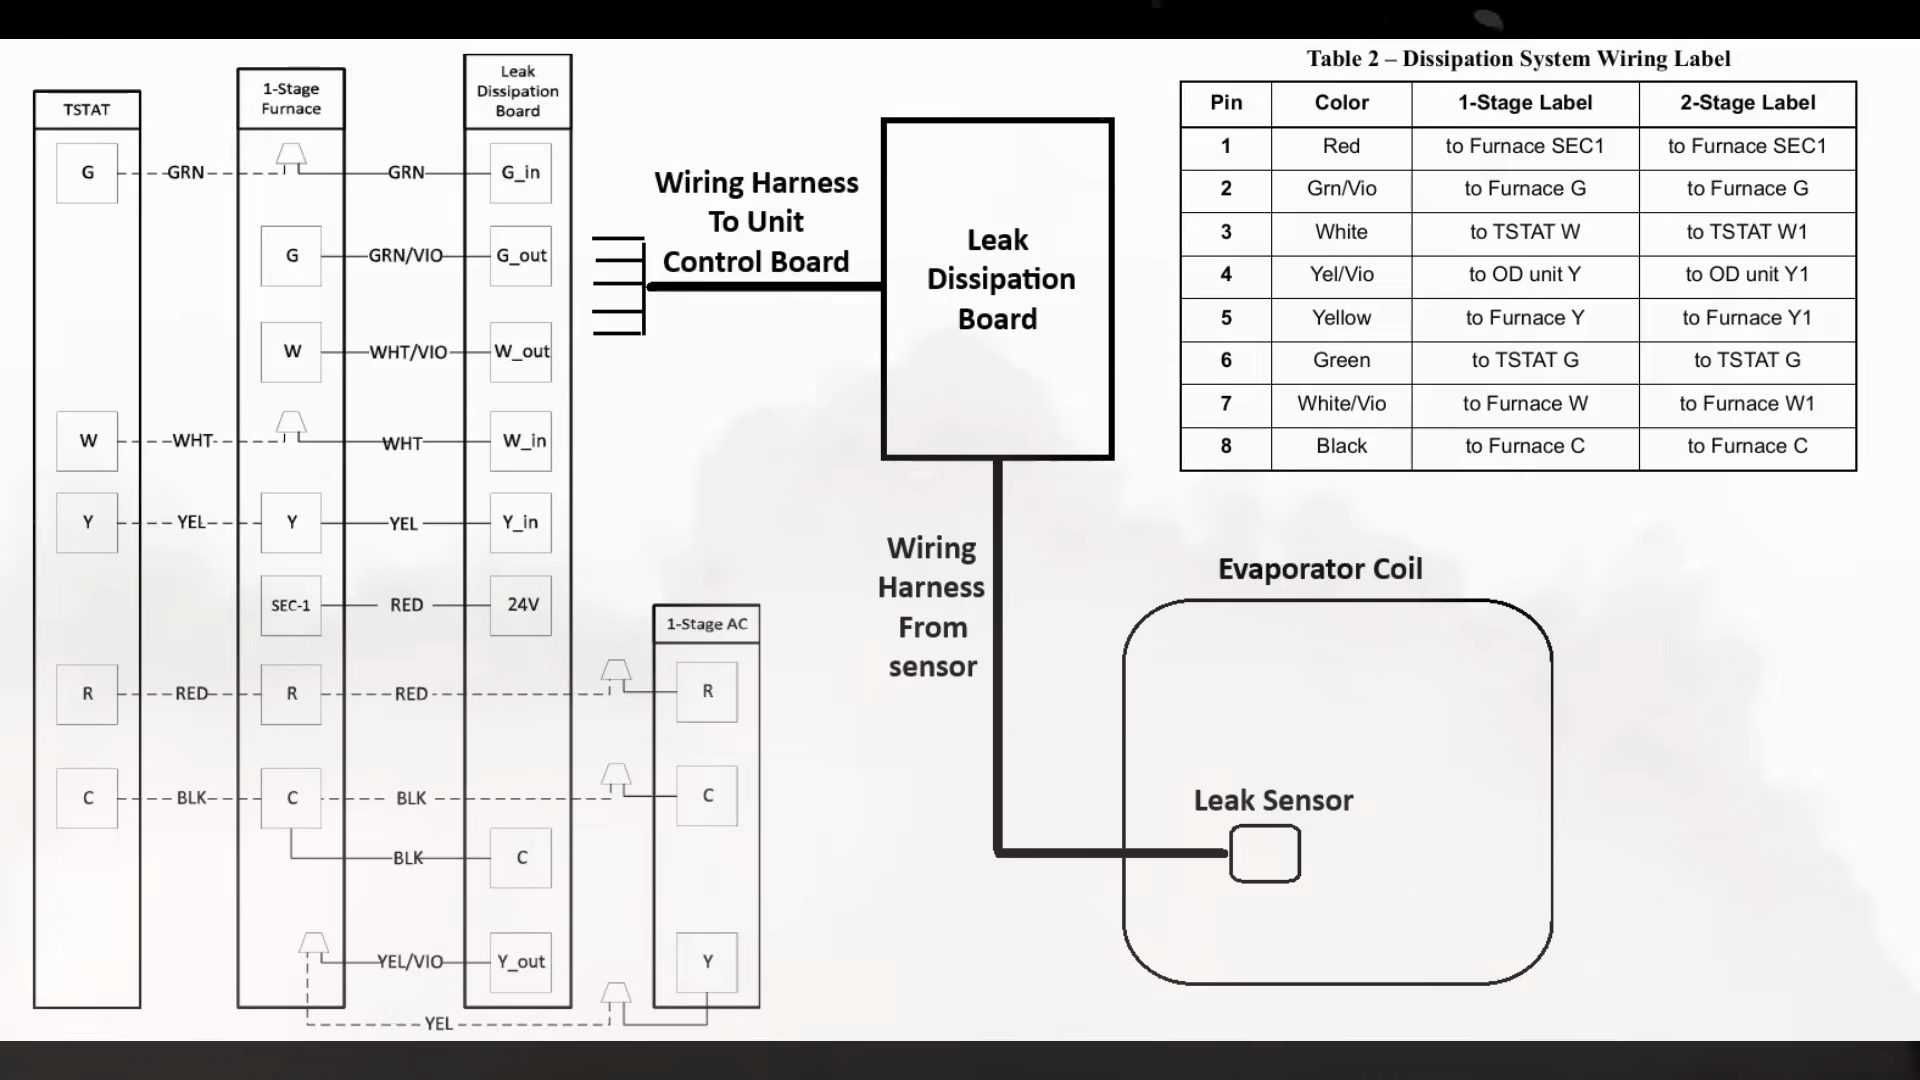 Table 2 – Dissipation System Wiring Label
Pin Color 1-Stage Label 2-Stage Label
1 Red to Furnace SEC1 to Furnace SEC1
2 Grn/Vio to Furnace G to Furnace G
3 White to TSTAT W to TSTAT W1
4 Yel/Vio to OD unit Y to OD unit Y1
5 Yellow to Furnace Y to Furnace Y1
6 Green to TSTAT G to TSTAT G
7 White/Vio to Furnace W to Furnace W1
8 Black to Furnace C to Furnace C
TSTAT
1-Stage
Furnace
Leak
Dissipation
Board
G GRN GRN G_in
G GRN/VIO G_out
W WHT/VIO W_out
W WHT WHT W_in
Y YEL Y YEL Y_in
SEC-1 RED 24V
1-Stage AC
R RED R RED R
C BLK C BLK C
BLK C
YEL/VIO Y_out Y
YEL
Wiring Harness
To Unit
Control Board
Leak
Dissipation
Board
Wiring
Harness
From
sensor
Evaporator Coil
Leak Sensor